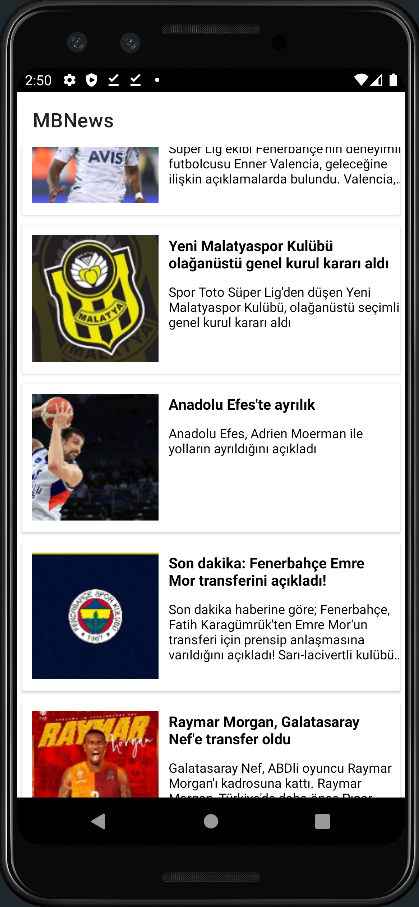 2:50
MBNews
AVIS
Süper Lig ekibi Fenerbahçe'nin deneyimli
futbolcusu Enner Valencia, geleceğine
ilişkin açıklamalarda bulundu. Valencia,..
Yeni Malatyaspor Kulübü
olağanüstü genel kurul kararı aldı
Spor Toto Süper Lig'den düşen Yeni
Malatyaspor Kulübü, olağanüstü seçimli
genel kurul kararı aldı
MALATYA
Anadolu Efes'te ayrılık
Anadolu Efes, Adrien Moerman ile
yolların ayrıldığını açıkladı
Son dakika: Fenerbahçe Emre
Mor transferini açıkladı!
Son dakika haberine göre; Fenerbahçe,
Fatih Karagümrük'ten Emre Mor'un
transferi için prensip anlaşmasına
varıldığını açıkladı! Sarı-lacivertli kulübü..
FENERBAHÇE SPOR KULÜBÜ
1907
Raymar Morgan, Galatasaray
Nef'e transfer oldu
Galatasaray Nef, ABDli oyuncu Raymar
Morgan'ı kadrosuna kattı. Raymar
Morgan, Türkiye'de daha önce Pınar
RAYMAR
Morgan